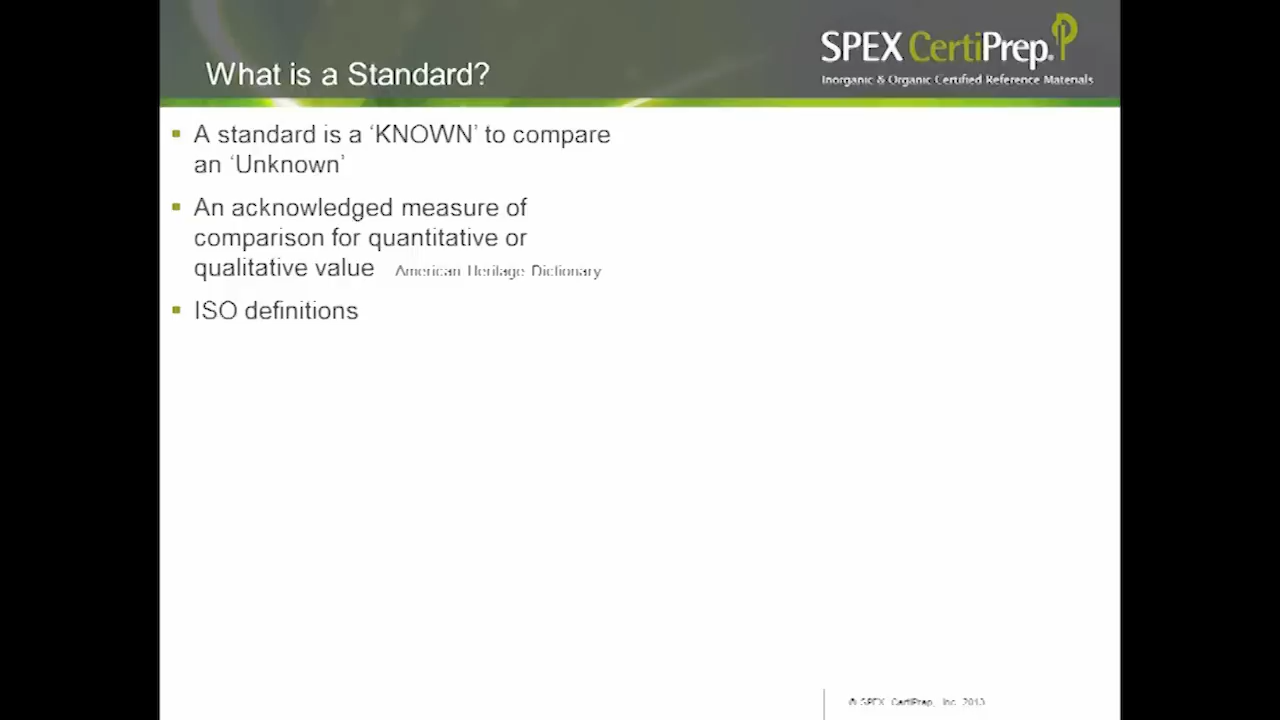 What is a Standard?
SPEX CertiPrep.
Inorganic & Organic Certified Reference Materials
▪ A standard is a ‘KNOWN’ to compare
an ‘Unknown’
▪ An acknowledged measure of
comparison for quantitative or
qualitative value American Heritage Dictionary
▪ ISO definitions
© SPEX CertiPrep, Inc.